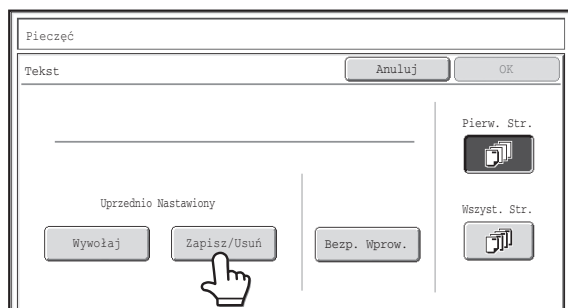 Pieczęć
Tekst
Anuluj
OK
Pierw. Str.
Uprzednio Nastawiony
Wszyst. Str.
Wywołaj
Zapisz/Usuń
Bezp. Wprow.